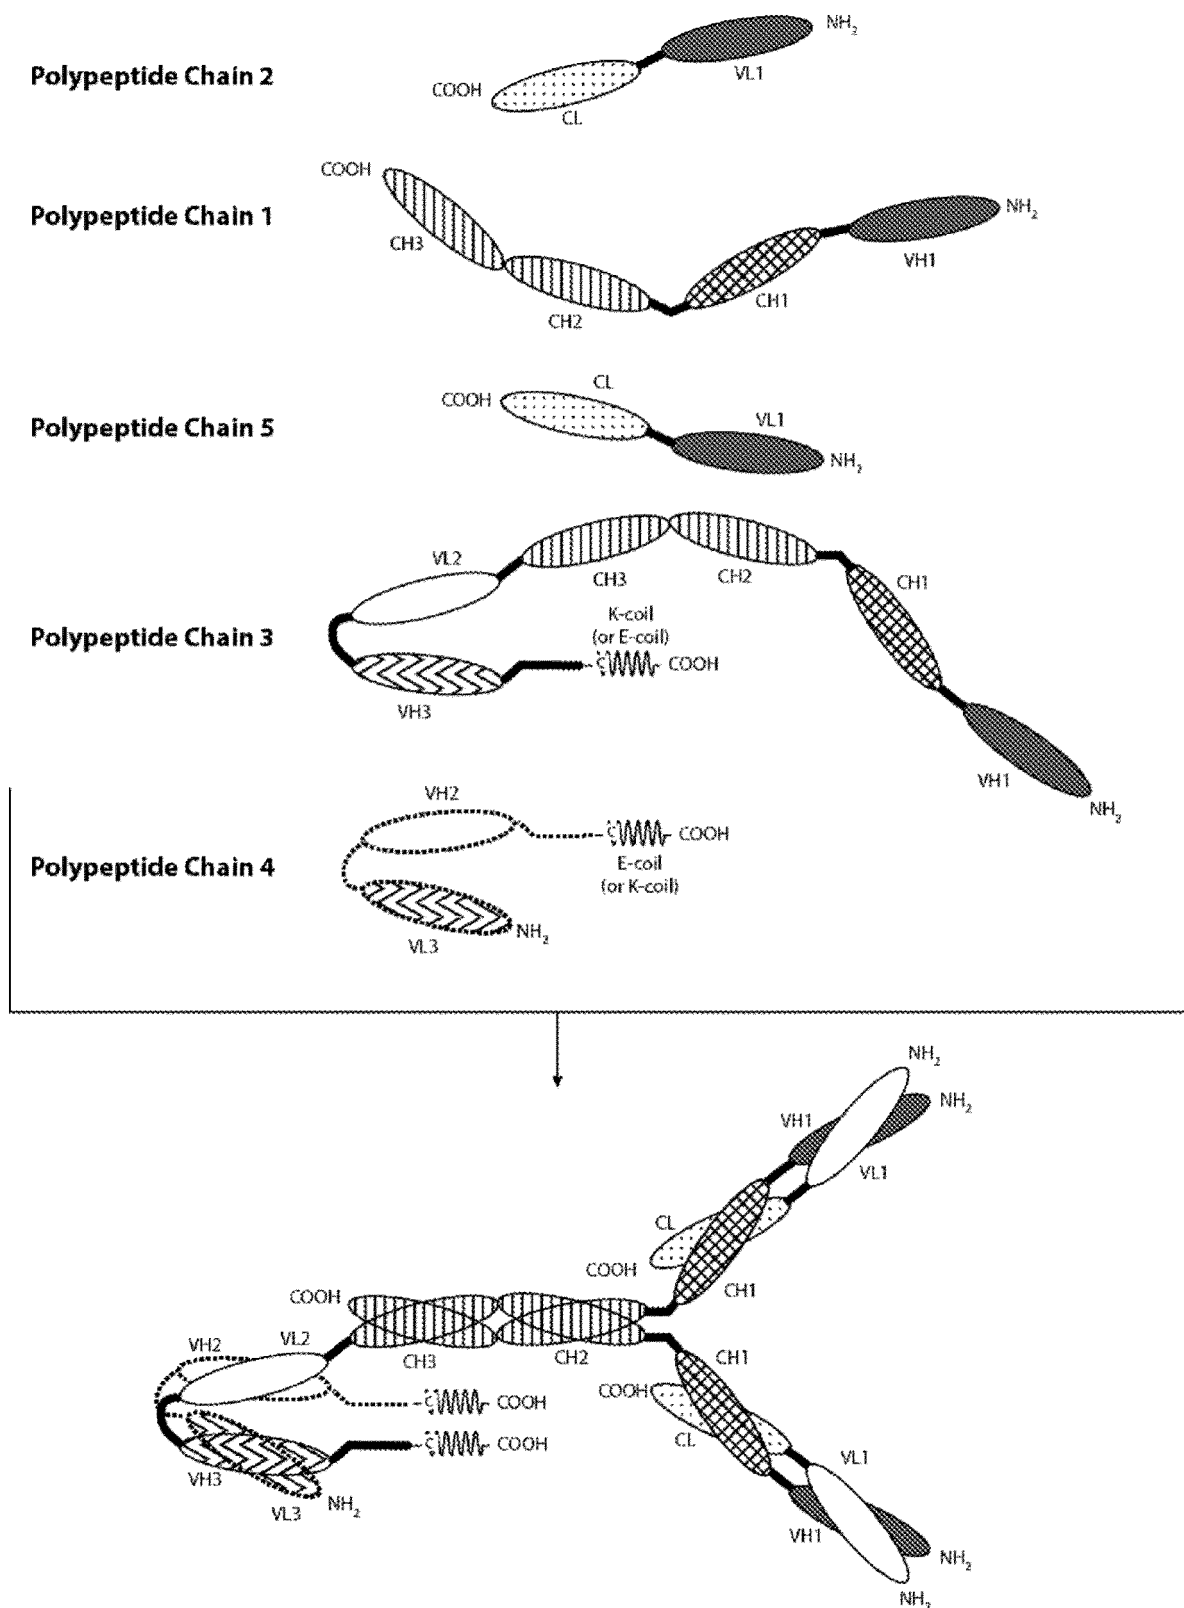 NH2
Polypeptide Chain 2
VL1
COOH
CL
COOH
Polypeptide Chain 1
NH2
CH3
VH1
CH1
CH2
CL
COOH
VL1
Polypeptide Chain 5
NH2
VL2
CH3
CH2
CH1
K-coil
(or E-coil)
Polypeptide Chain 3
C
COOH
VH3
VH1
NH2
VH2
C
COOH
Polypeptide Chain 4
E-coil
(or K-coil)
NH2
VL3
NH2
NH2
VH1
VL1
CL
COOH
CH1
COOH
VH2
VL2
CH3
CH2
CH1
COOH
C
COOH
CL
C
COOH
VL1
VH3
VL3
NH2
VH1
NH2
NH2